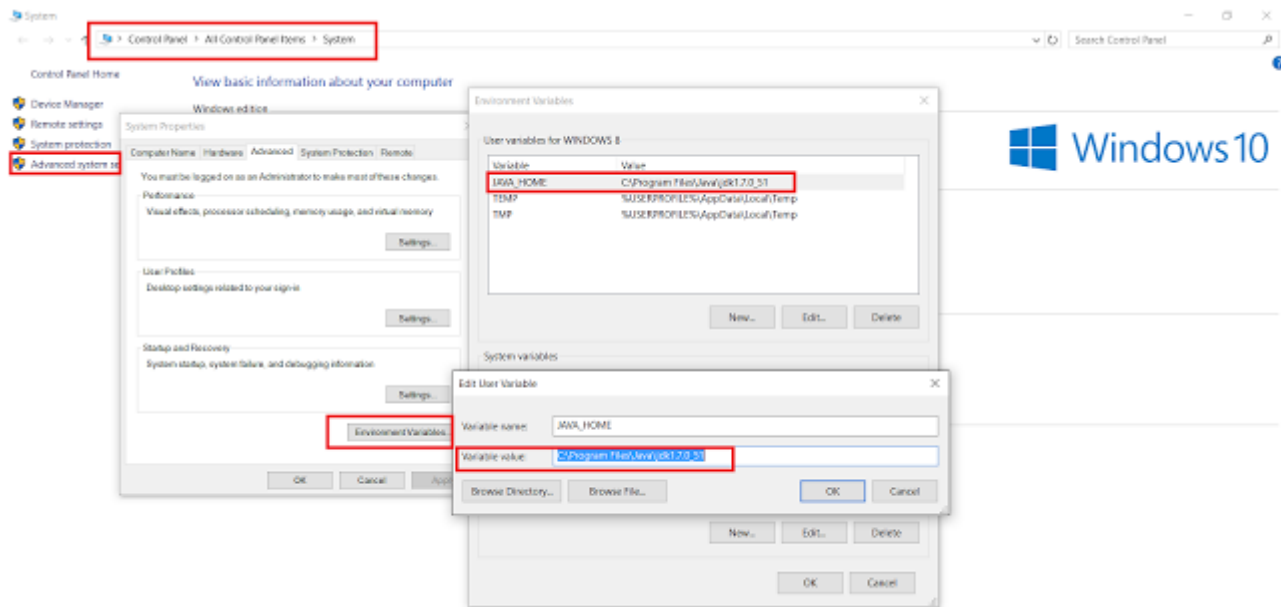 System
Control Panel > All Control Panel Items > System
Search Control Panel
Control Panel Home
Device Manager
Remote settings
System protection
Advanced system se
View basic information about your computer
Windows edition
Windows 10
System Properties
Computer Name Hardware Advanced System Protection Remote
You must be logged on as an Administrator to make most of these changes.
Performance
Visual effects, processor scheduling, memory usage, and virtual memory
Settings...
User Profiles
Desktop settings related to your sign-in
Settings...
Startup and Recovery
System startup, system failure, and debugging information
Settings...
Environment Variables...
OK Cancel Apply
Environment Variables
User variables for WINDOWS 8
Variable Value
JAVA_HOME C:\Program Files\Java\jdk1.7.0_51
TEMP %USERPROFILE%\AppData\Local\Temp
TMP %USERPROFILE%\AppData\Local\Temp
New... Edit... Delete
System variables
Edit User Variable
Variable name: JAVA_HOME
Variable value: C:\Program Files\Java\jdk1.7.0_51
Browse Directory... Browse File... OK Cancel
New... Edit... Delete
OK Cancel